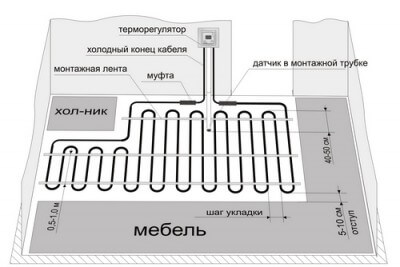 терморегулятор
холодный конец кабеля
монтажная лента
датчик в монтажной трубке
муфта
ХОЛ-НИК
40-50 см
0,5-1,0 м
шаг укладки
5-10 см
отступ
мебель